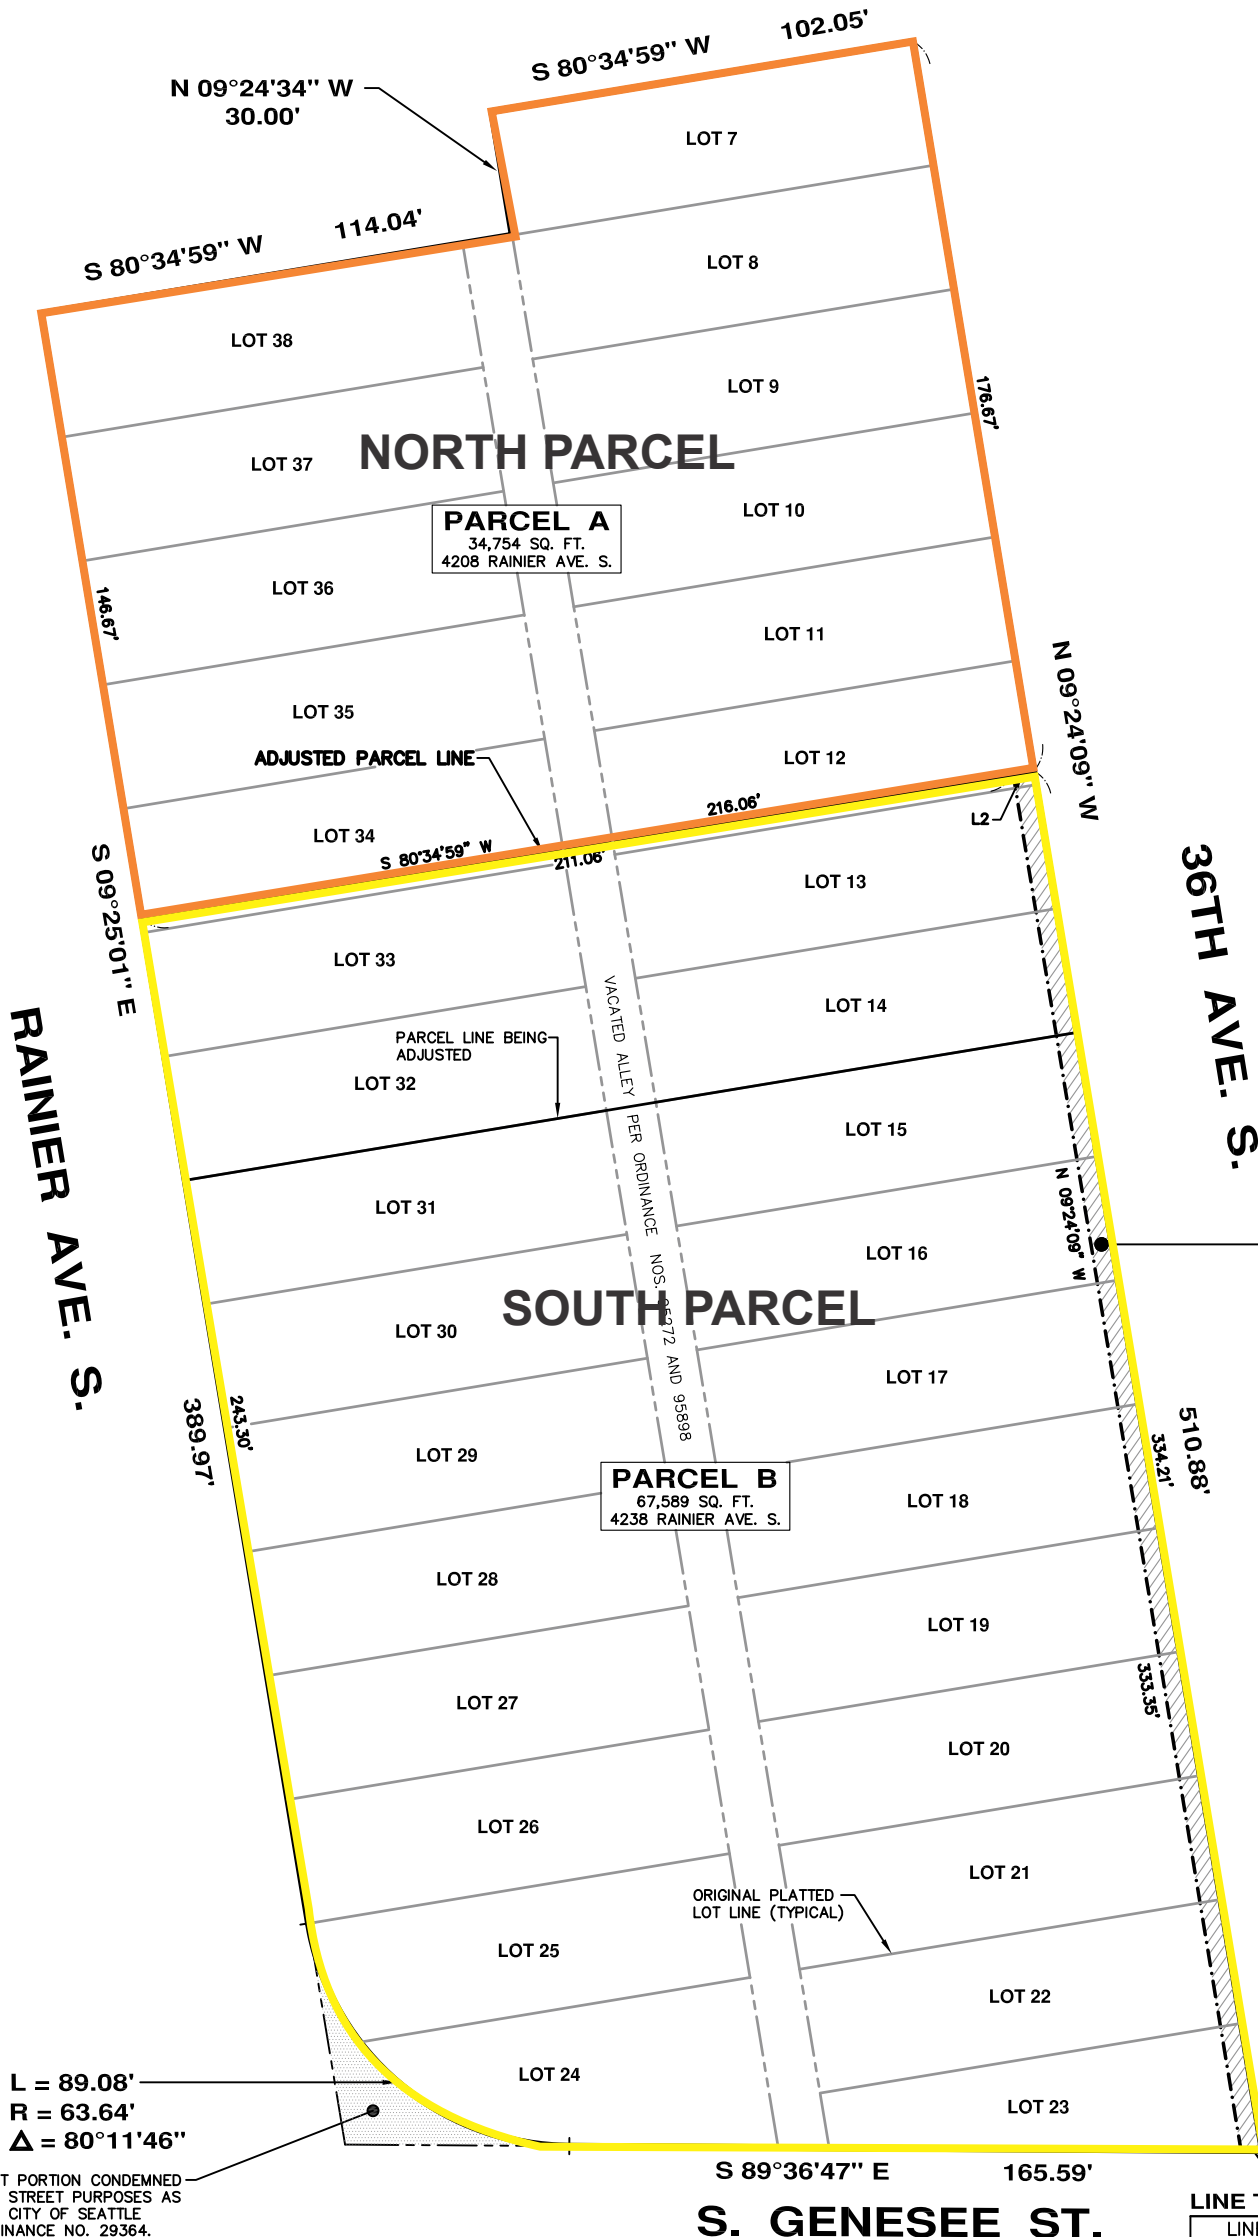 102.05'
S 80°34'59" W
N 09°24'34" W
30.00'
LOT 7
114.04'
S 80°34'59" W
LOT 8
LOT 38
LOT 9
176.67'
NORTH PARCEL
LOT 37
LOT 10
PARCEL A
34,754 SQ. FT.
4208 RAINIER AVE. S.
LOT 36
146.67'
LOT 11
LOT 35
N 09°24'09" W
ADJUSTED PARCEL LINE
LOT 12
216.06'
L2
LOT 34
S 80°34'59" W
211.06'
S 09°25'01" E
LOT 13
36TH AVE. S.
LOT 33
LOT 14
VACATED ALLEY PER ORDINANCE NOS. 95272 AND 95898
PARCEL LINE BEING
ADJUSTED
LOT 32
RAINIER AVE. S.
LOT 15
N 09°24'09" W
LOT 31
LOT 16
SOUTH PARCEL
LOT 30
LOT 17
389.97'
243.30'
510.88'
334.21'
LOT 29
PARCEL B
67,589 SQ. FT.
4238 RAINIER AVE. S.
LOT 18
LOT 28
LOT 19
333.35'
LOT 27
LOT 20
LOT 26
LOT 21
ORIGINAL PLATTED
LOT LINE (TYPICAL)
LOT 25
LOT 22
LOT 24
L = 89.08'
R = 63.64'
Δ = 80°11'46"
LOT 23
T PORTION CONDEMNED
STREET PURPOSES AS
CITY OF SEATTLE
INANCE NO. 29364.
S 89°36'47" E
165.59'
S. GENESEE ST.
LINE T
LINE